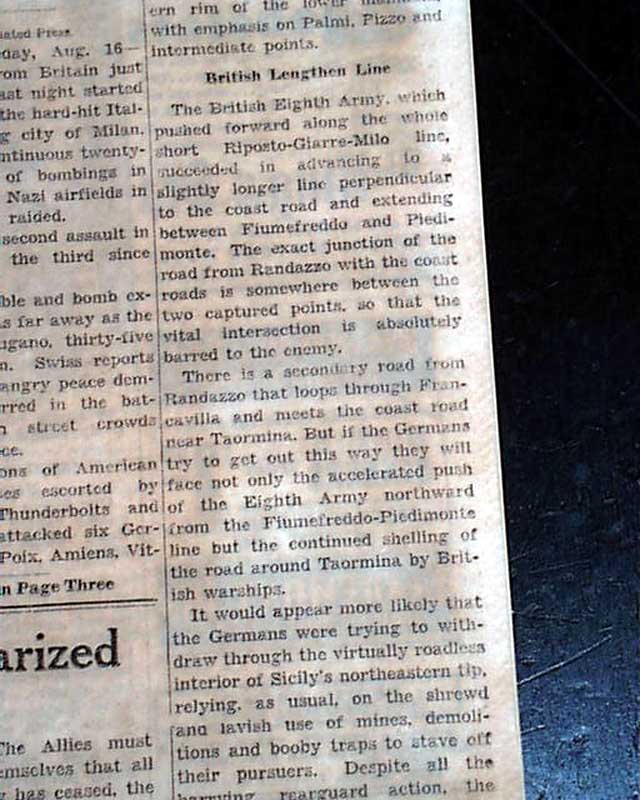 ated Press
day, Aug. 16—
rom Britain just
ast night started
the hard-hit Ital-
g city of Milan.
ntinuous twenty-
of bombings in
Nazi airfields in
raided.
second assault in
the third since
ble and bomb ex-
s far away as the
ugano, thirty-five
n. Swiss reports
angry peace dem-
rred in the bat-
n street crowds
ce.
ons of American
es escorted by
Thunderbolts and
attacked six Ger-
Poix, Amiens, Vit-
n Page Three
arized
The Allies must
emselves that all
y has ceased, the
ern rim of the lower
with emphasis on Palmi, Pizzo and
intermediate points.
British Lengthen Line
The British Eighth Army, which
pushed forward along the whole
short Riposto-Giarre-Milo line,
succeeded in advancing to a
slightly longer line perpendicular
to the coast road and extending
between Fiumefreddo and Piedi-
monte. The exact junction of the
road from Randazzo with the coast
roads is somewhere between the
two captured points, so that the
vital intersection is absolutely
barred to the enemy.
There is a secondary road from
Randazzo that loops through Fran-
cavilla and meets the coast road
near Taormina. But if the Germans
try to get out this way they will
face not only the accelerated push
of the Eighth Army northward
from the Fiumefreddo-Piedimonte
line but the continued shelling of
the road around Taormina by Brit-
ish warships.
It would appear more likely that
the Germans were trying to with-
draw through the virtually roadless
interior of Sicily's northeastern tip,
relying, as usual, on the shrewd
and lavish use of mines, demoli-
tions and booby traps to stave off
their pursuers. Despite all the
harrying rearguard action, the